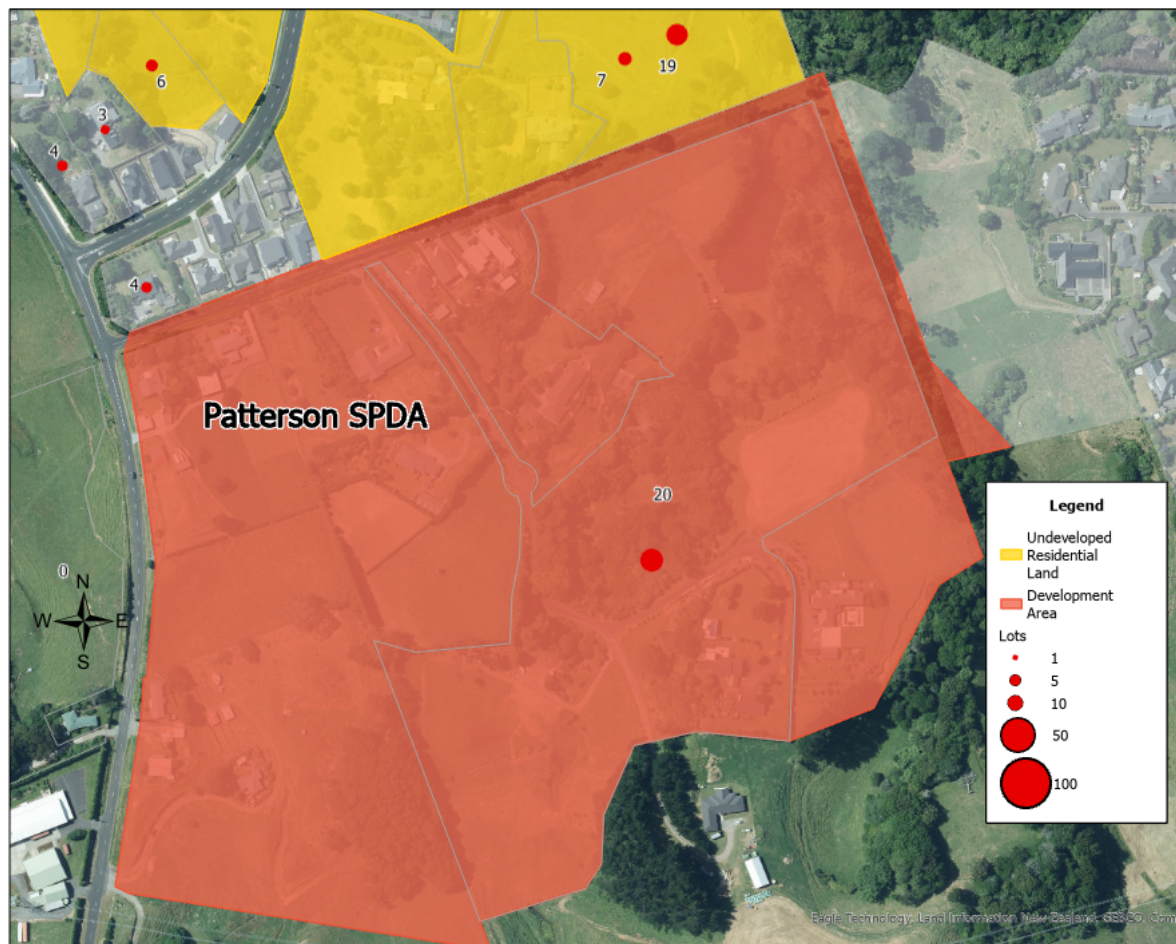 7
19
6
3
4
4
Patterson SPDA
20
0
N
W
E
S
Legend
Undeveloped
Residential
Land
Development
Area
Lots
1
5
10
50
100
Eagle Technology, Land Information New Zealand, GEBCO, Com